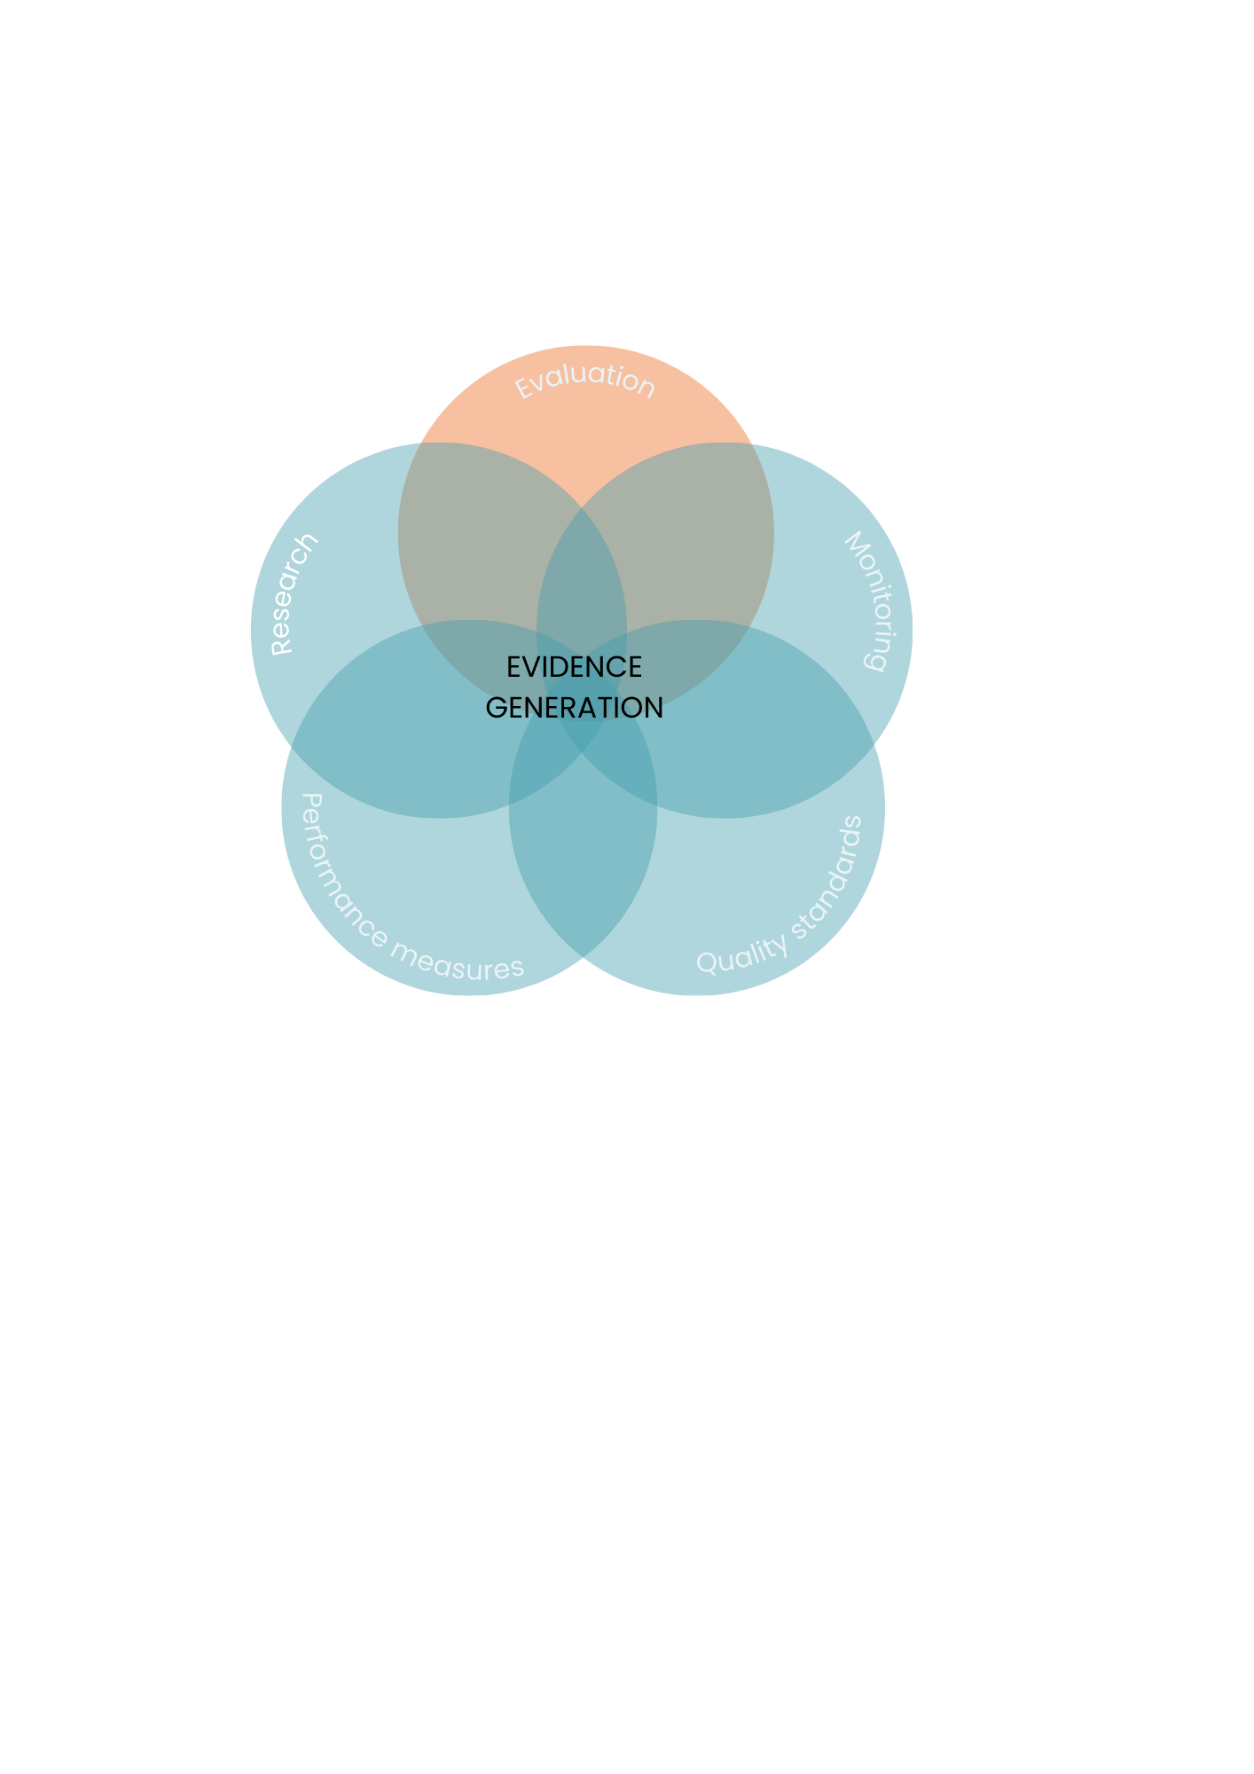 Evaluation
Research
Monitoring
EVIDENCE
GENERATION
Performance measures
Quality standards